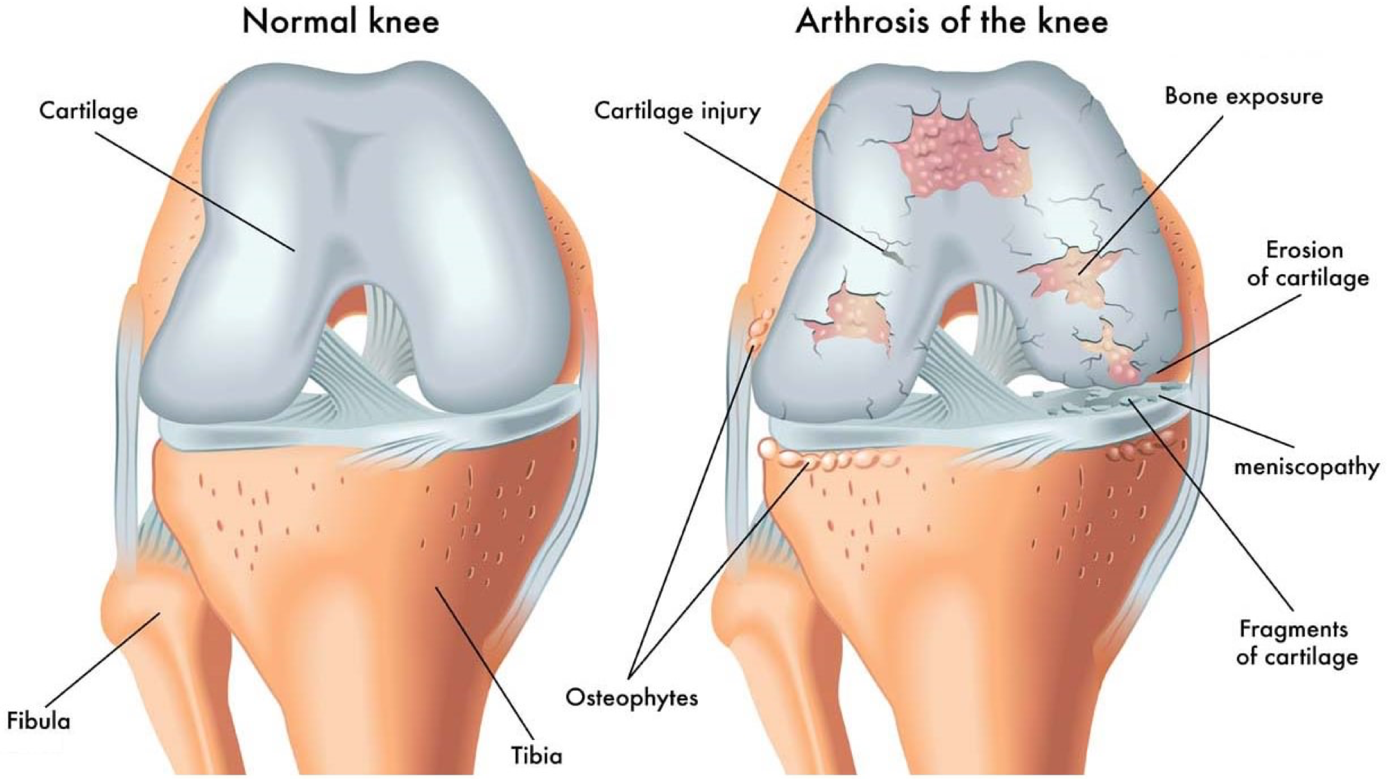 Normal knee
Arthrosis of the knee
Cartilage
Cartilage injury
Bone exposure
Erosion
of cartilage
meniscopathy
Fragments
of cartilage
Osteophytes
Fibula
Tibia